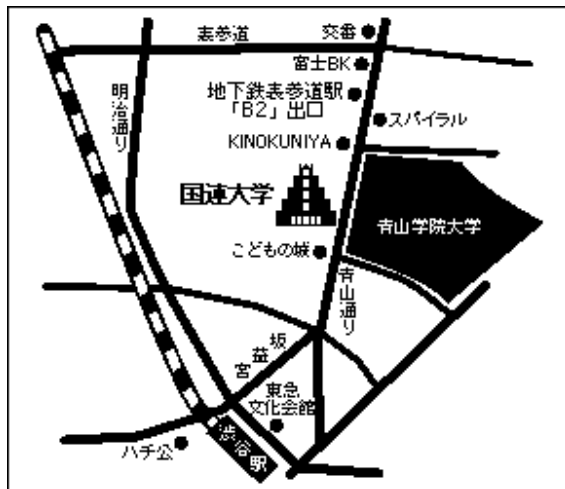 表参道
交番
富士BK
地下鉄表参道駅
「B2」出口
スパイラル
明治通り
KINOKUNIYA
国連大学
青山学院大学
こどもの城
青山通り
宮益坂
東急
文化会館
ハチ公
渋谷駅